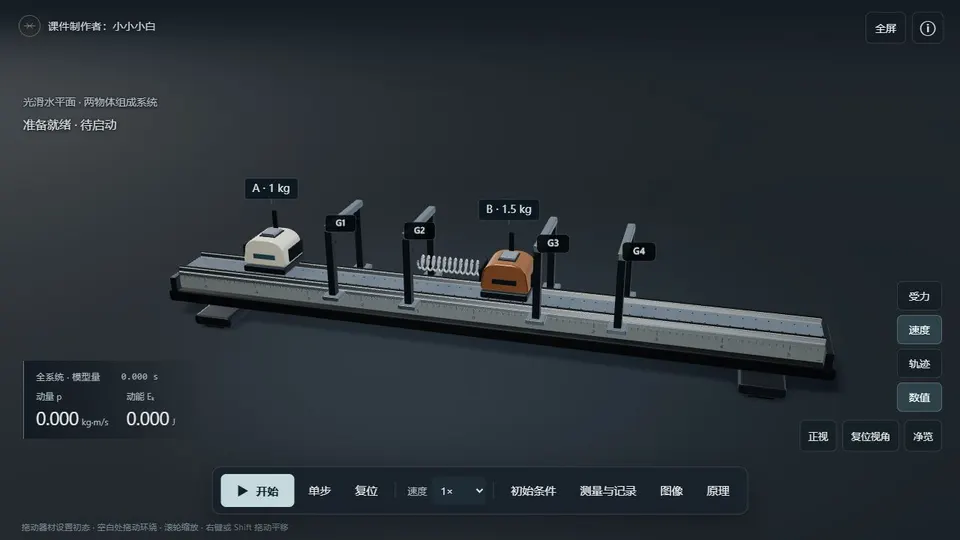 课件制作者：小小小白
全屏
光滑水平面 · 两物体组成系统
准备就绪 · 待启动
A · 1 kg
B · 1.5 kg
G1
G2
G3
G4
受力
速度
轨迹
数值
全系统 · 模型量 0.000 s
动量 p 动能 Eₖ
0.000 kg·m/s 0.000 J
正视 复位视角 净览
开始 单步 复位 速度 1× 初始条件 测量与记录 图像 原理
拖动器材设置初态 · 空白处拖动环绕 · 滚轮缩放 · 右键或 Shift 拖动平移